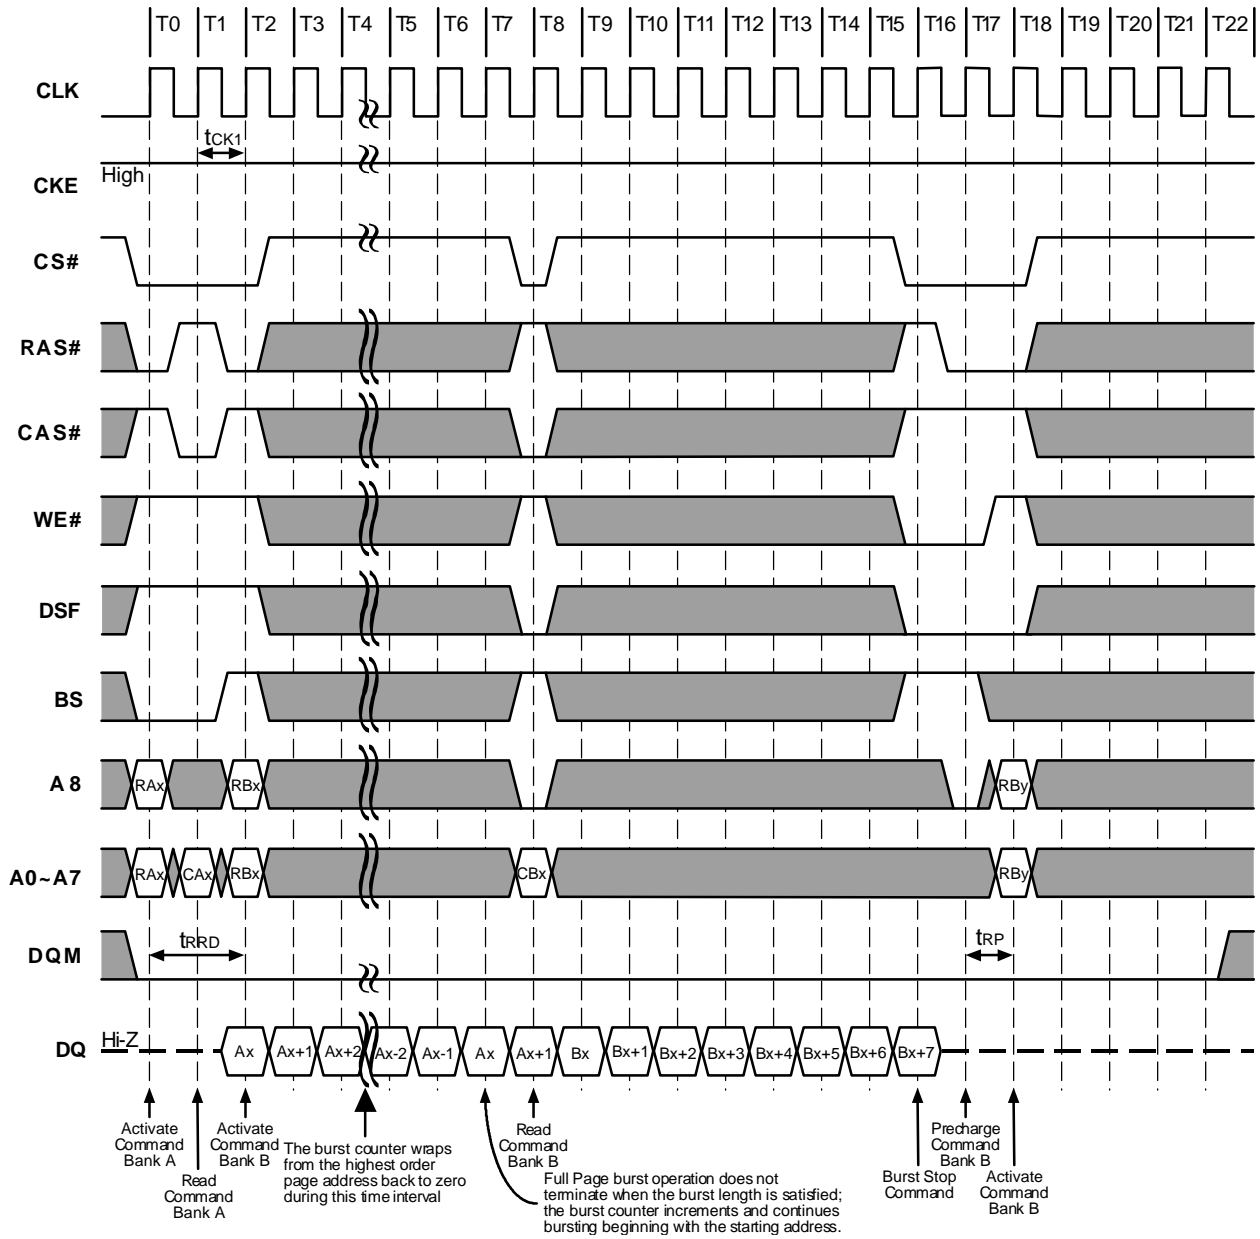 T0 T1 T2 T3 T4 T5 T6 T7 T8 T9 T10 T11 T12 T13 T14 T15 T16 T17 T18 T19 T20 T21 T22
CLK
tCK1
High
CKE
CS#
RAS#
CAS#
WE#
DSF
BS
A8 RAx RBx RBy
A0~A7 RAx CAx RBx CBx RBy
DQM tRRD tRP
Hi-Z
DQ Ax Ax+1 Ax+2 Ax-2 Ax-1 Ax Ax+1 Bx Bx+1 Bx+2 Bx+3 Bx+4 Bx+5 Bx+6 Bx+7
Activate
Command
Bank A
Read
Command
Bank A
Activate
Command
Bank B
The burst counter wraps
from the highest order
page address back to zero
during this time interval
Read
Command
Bank B
Full Page burst operation does not
terminate when the burst length is satisfied;
the burst counter increments and continues
bursting beginning with the starting address.
Burst Stop
Command
Precharge
Command
Bank B
Activate
Command
Bank B